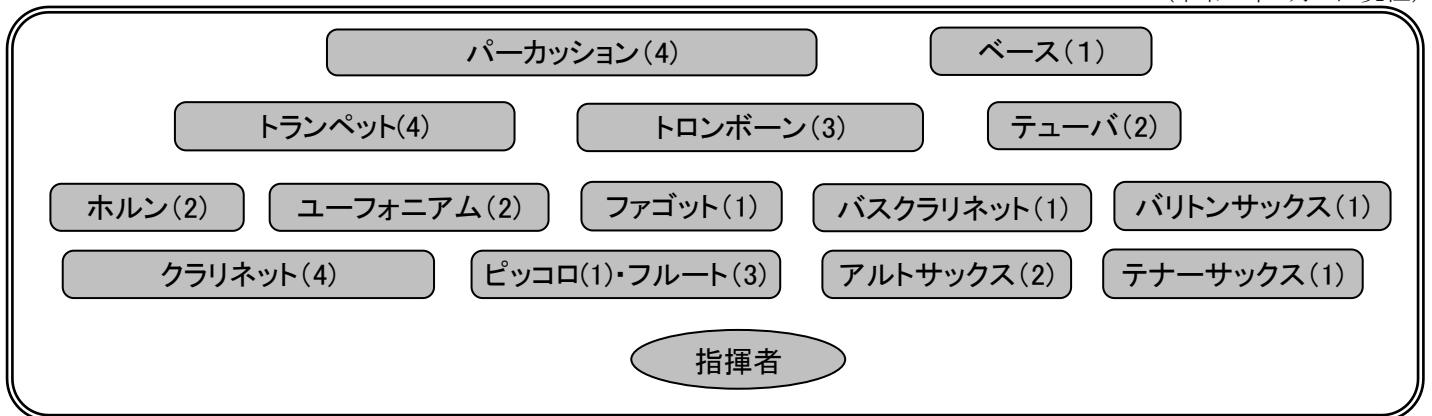 パーカッション(4) ベース(1)
トランペット(4) トロンボーン(3) テューバ(2)
ホルン(2) ユーフォニアム(2) ファゴット(1) バスクラリネット(1) バリトンサックス(1)
クラリネット(4) ピッコロ(1)・フルート(3) アルトサックス(2) テナーサックス(1)
指揮者